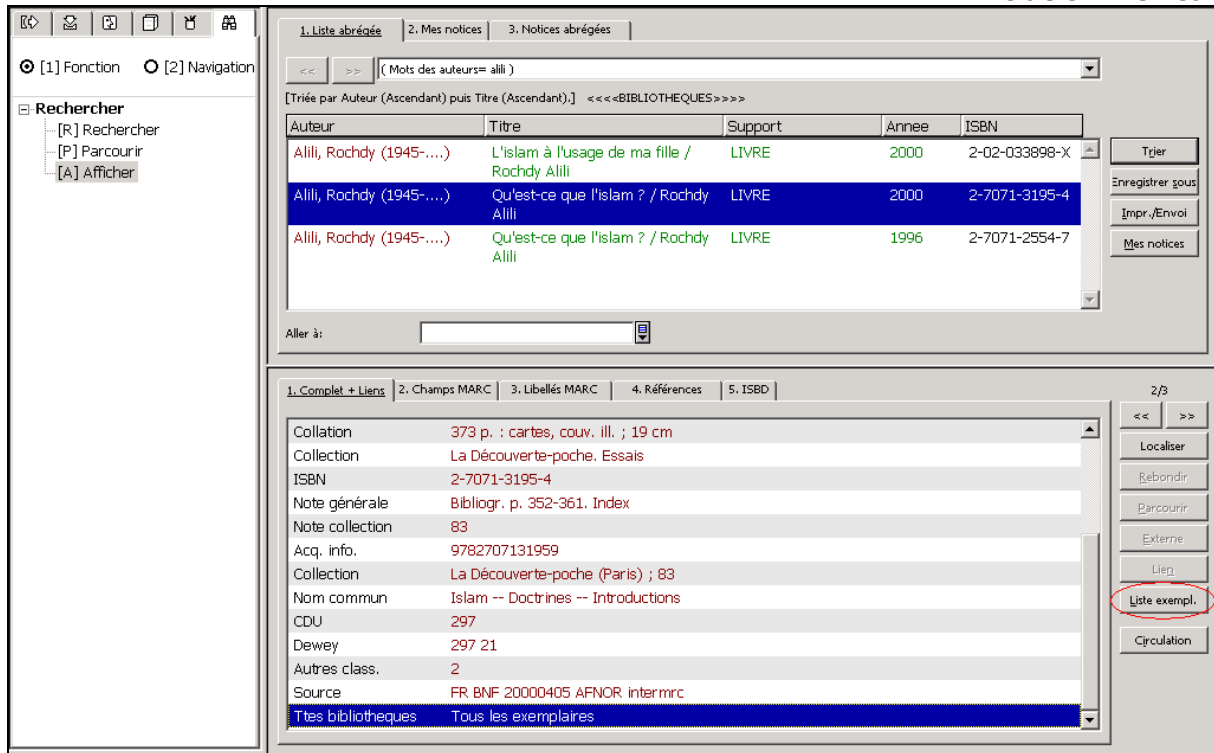 [1] Fonction [2] Navigation
Rechercher
[R] Rechercher
[P] Parcourir
[A] Afficher
1. Liste abrégée 2. Mes notices 3. Notices abrégées
<< >> ( Mots des auteurs= alili )
[Triée par Auteur (Ascendant) puis Titre (Ascendant).] <<<<BIBLIOTHEQUES>>>>
Auteur Titre Support Annee ISBN
Alili, Rochdy (1945-....) L'islam à l'usage de ma fille / LIVRE 2000 2-02-033898-X
Rochdy Alili
Alili, Rochdy (1945-....) Qu'est-ce que l'islam ? / Rochdy LIVRE 2000 2-7071-3195-4
Alili
Alili, Rochdy (1945-....) Qu'est-ce que l'islam ? / Rochdy LIVRE 1996 2-7071-2554-7
Alili
Trier
Enregistrer sous
Impr./Envoi
Mes notices
Aller à:
1. Complet + Liens 2. Champs MARC 3. Libellés MARC 4. Références 5. ISBD
2/3
<< >>
Collation 373 p. : cartes, couv. ill. ; 19 cm
Collection La Découverte-poche. Essais
ISBN 2-7071-3195-4
Note générale Bibliogr. p. 352-361. Index
Note collection 83
Acq. info. 9782707131959
Collection La Découverte-poche (Paris) ; 83
Nom commun Islam -- Doctrines -- Introductions
CDU 297
Dewey 297 21
Autres class. 2
Source FR BNF 20000405 AFNOR intermrc
Ttes bibliotheques Tous les exemplaires
Localiser
Rebondir
Parcourir
Externe
Lien
Liste exempl.
Circulation